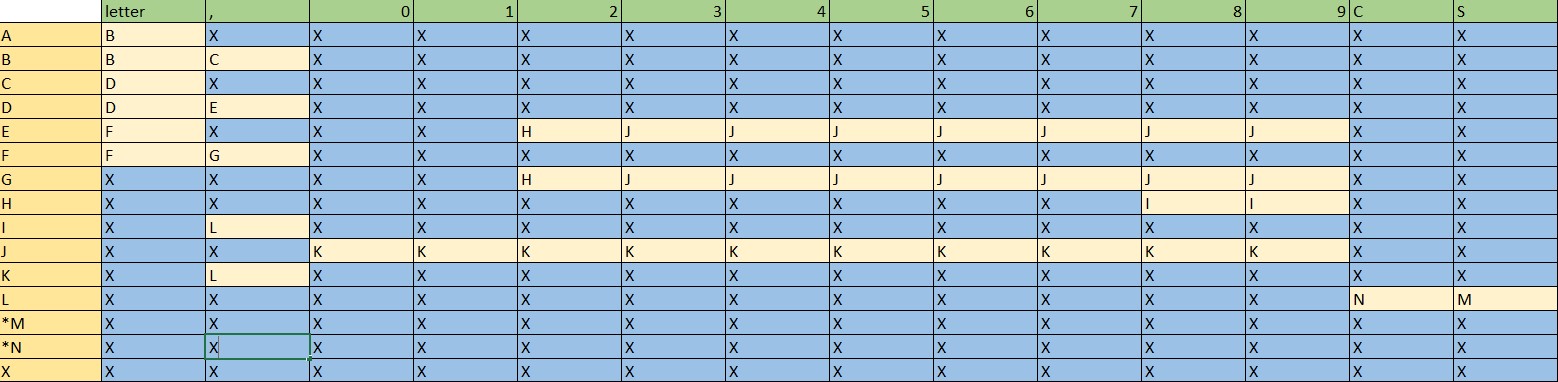 letter , 0 1 2 3 4 5 6 7 8 9 C S
A B X X X X X X X X X X X X X
B B C X X X X X X X X X X X X
C D X X X X X X X X X X X X X
D D E X X X X X X X X X X X X
E F X X X H J J J J J J J X X
F F G X X X X X X X X X X X X
G X X X X H J J J J J J J X X
H X X X X X X X X X X I I X X
I X L X X X X X X X X X X X X
J X X K K K K K K K K K K X X
K X L X X X X X X X X X X X X
L X X X X X X X X X X X X N M
*M X X X X X X X X X X X X X X
*N X X X X X X X X X X X X X X
X X X X X X X X X X X X X X X